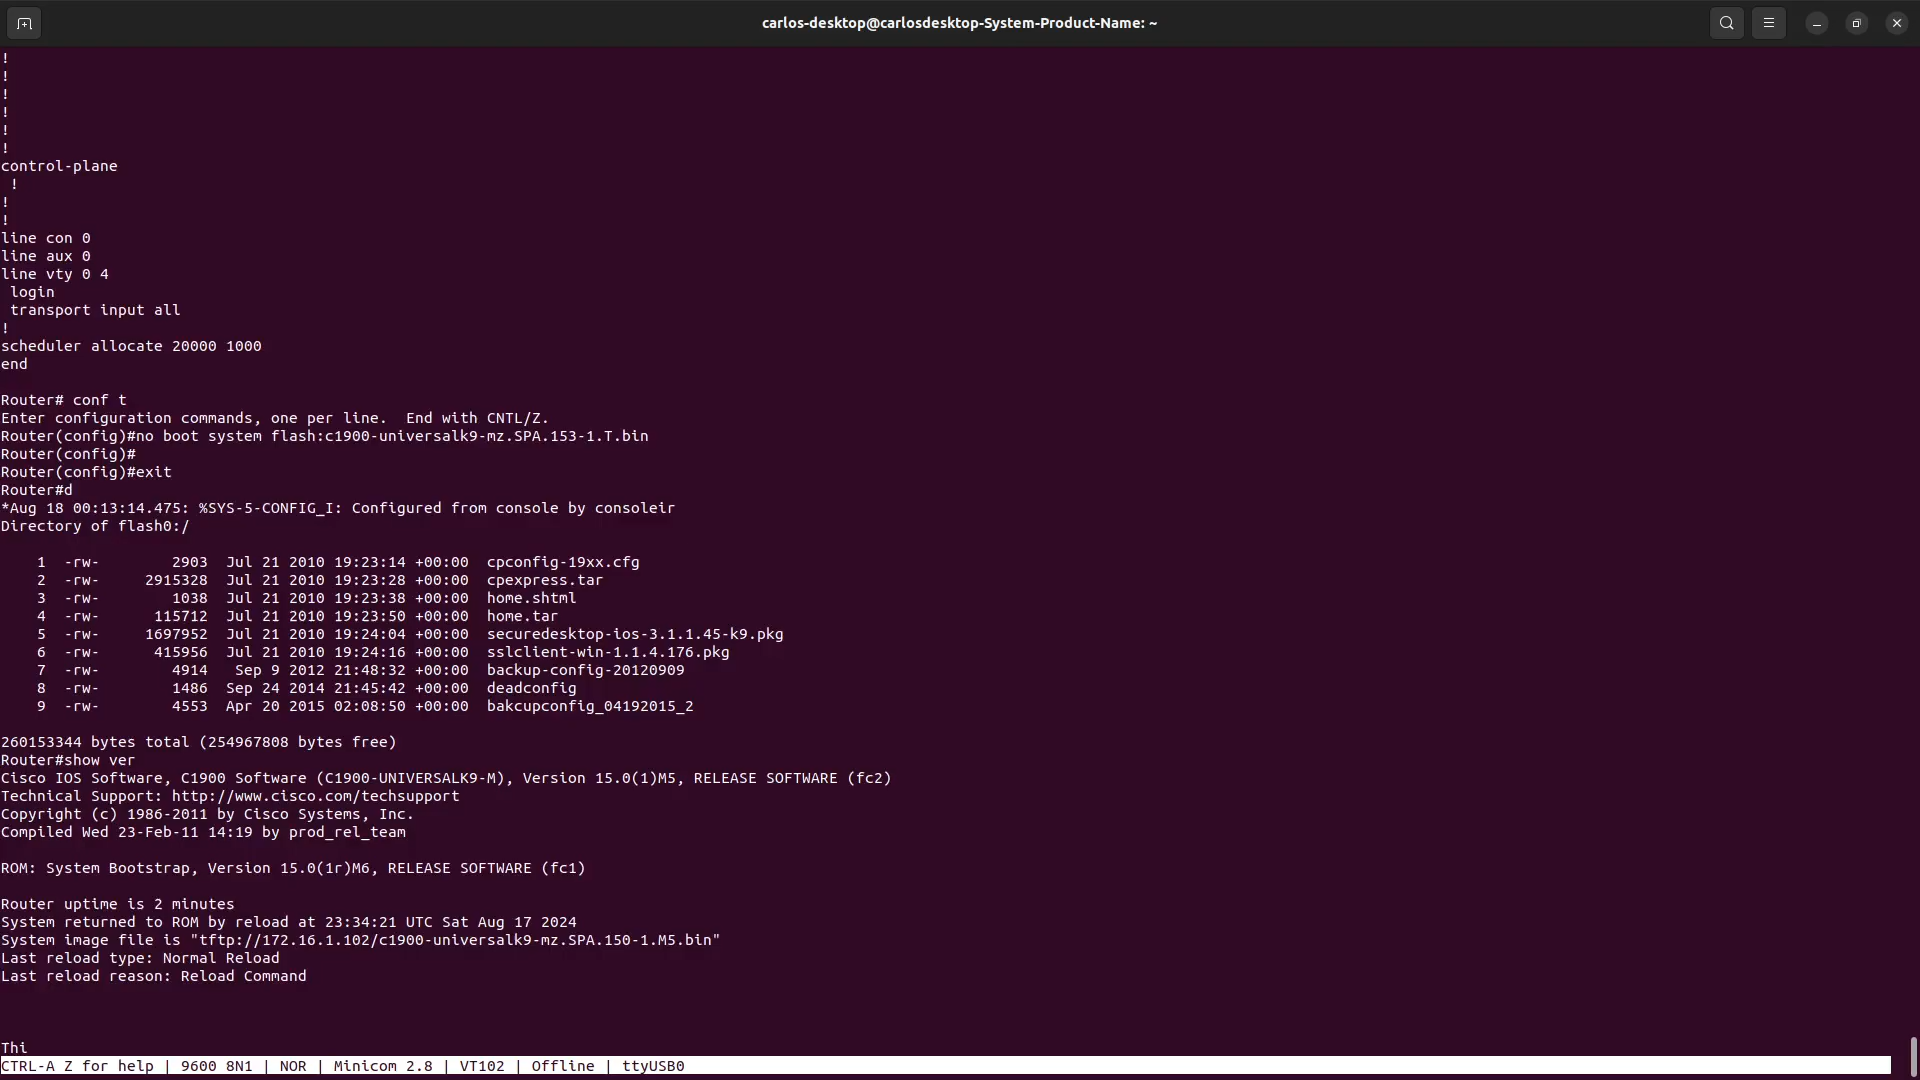 carlos-desktop@carlosdesktop-System-Product-Name: ~
!
!
!
!
!
!
control-plane
 !
!
!
line con 0
line aux 0
line vty 0 4
 login
 transport input all
!
scheduler allocate 20000 1000
end

Router# conf t
Enter configuration commands, one per line.  End with CNTL/Z.
Router(config)#no boot system flash:c1900-universalk9-mz.SPA.153-1.T.bin
Router(config)#
Router(config)#exit
Router#d
*Aug 18 00:13:14.475: %SYS-5-CONFIG_I: Configured from console by consoleir
Directory of flash0:/

    1  -rw-        2903  Jul 21 2010 19:23:14 +00:00  cpconfig-19xx.cfg
    2  -rw-     2915328  Jul 21 2010 19:23:28 +00:00  cpexpress.tar
    3  -rw-        1038  Jul 21 2010 19:23:38 +00:00  home.shtml
    4  -rw-      115712  Jul 21 2010 19:23:50 +00:00  home.tar
    5  -rw-     1697952  Jul 21 2010 19:24:04 +00:00  securedesktop-ios-3.1.1.45-k9.pkg
    6  -rw-      415956  Jul 21 2010 19:24:16 +00:00  sslclient-win-1.1.4.176.pkg
    7  -rw-        4914   Sep 9 2012 21:48:32 +00:00  backup-config-20120909
    8  -rw-        1486  Sep 24 2014 21:45:42 +00:00  deadconfig
    9  -rw-        4553  Apr 20 2015 02:08:50 +00:00  bakcupconfig_04192015_2

260153344 bytes total (254967808 bytes free)
Router#show ver
Cisco IOS Software, C1900 Software (C1900-UNIVERSALK9-M), Version 15.0(1)M5, RELEASE SOFTWARE (fc2)
Technical Support: http://www.cisco.com/techsupport
Copyright (c) 1986-2011 by Cisco Systems, Inc.
Compiled Wed 23-Feb-11 14:19 by prod_rel_team

ROM: System Bootstrap, Version 15.0(1r)M6, RELEASE SOFTWARE (fc1)

Router uptime is 2 minutes
System returned to ROM by reload at 23:34:21 UTC Sat Aug 17 2024
System image file is "tftp://172.16.1.102/c1900-universalk9-mz.SPA.150-1.M5.bin"
Last reload type: Normal Reload
Last reload reason: Reload Command

Thi
CTRL-A Z for help | 9600 8N1 | NOR | Minicom 2.8 | VT102 | Offline | ttyUSB0